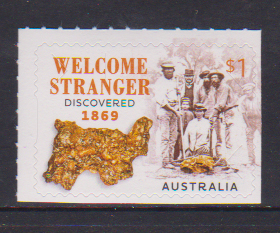 WELCOME
STRANGER
DISCOVERED
1869
$1
AUSTRALIA